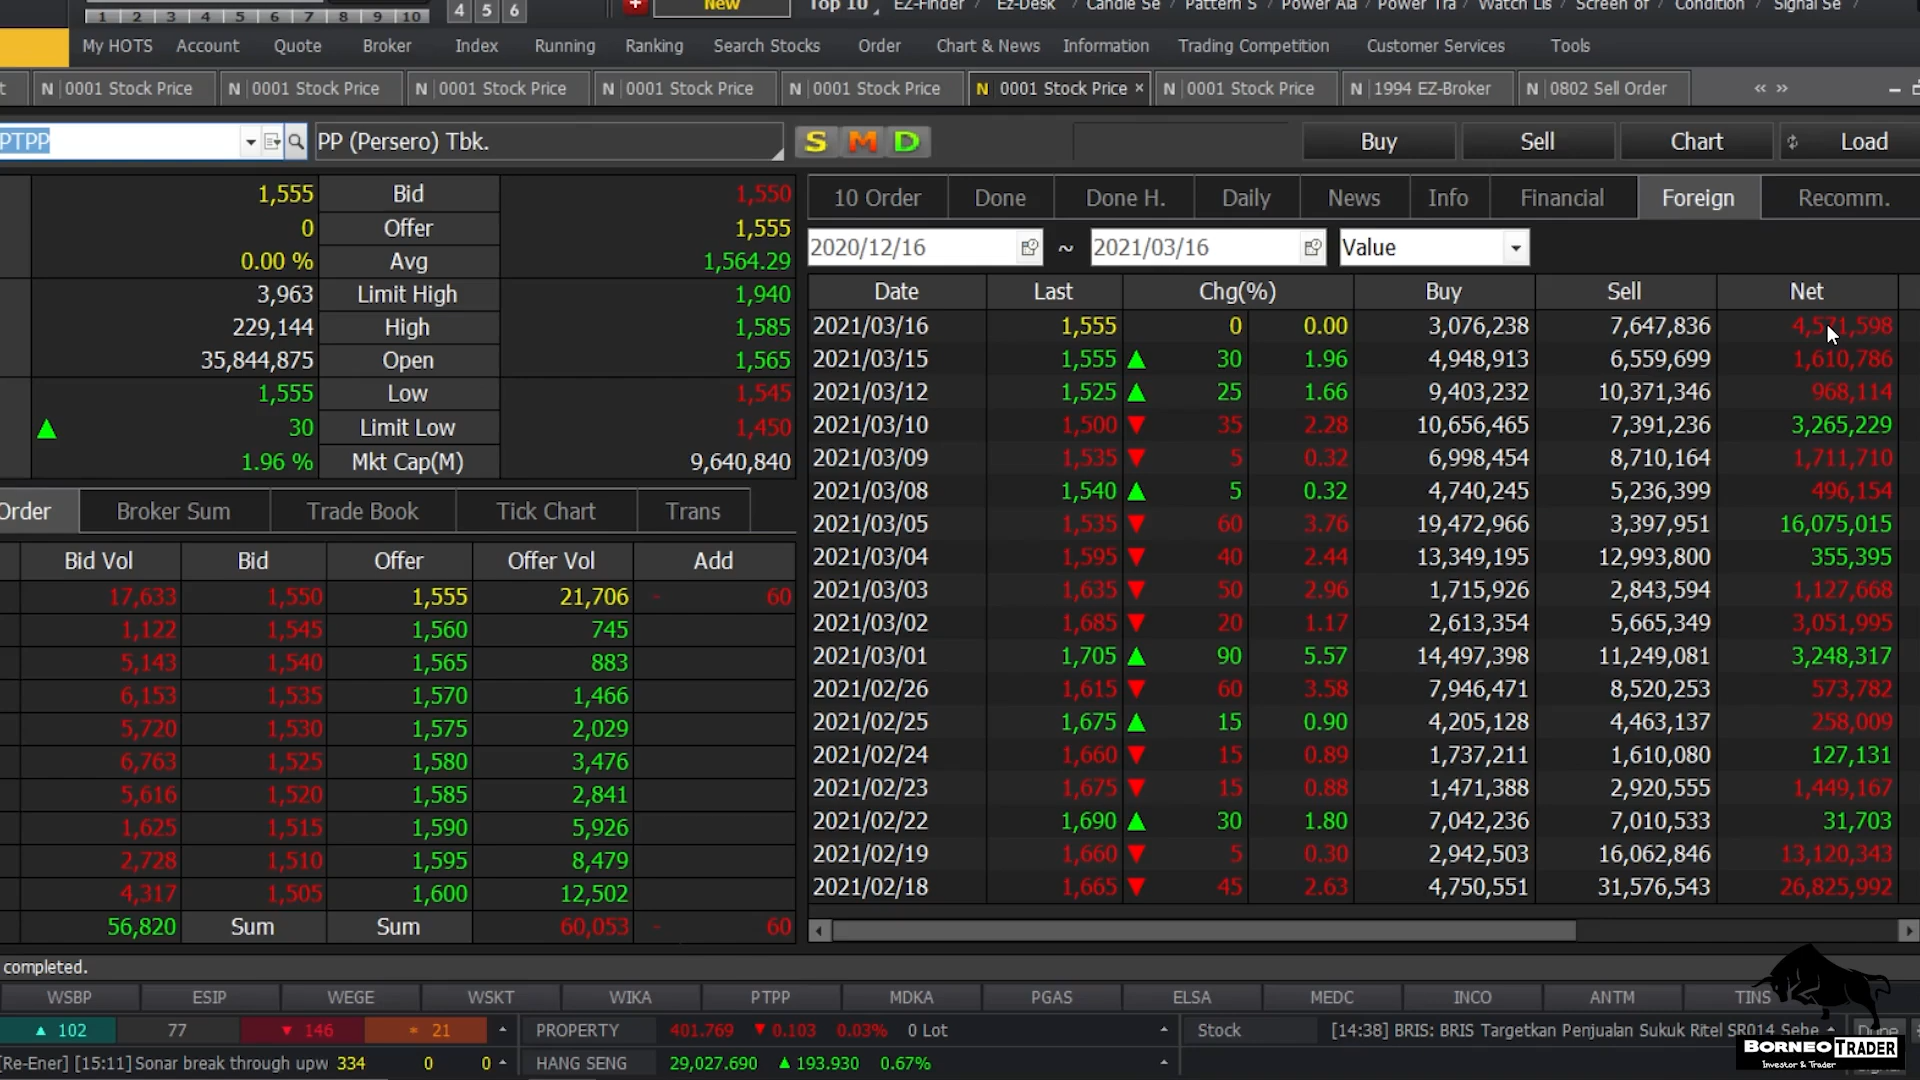 1 2 3 4 5 6 7 8 9 10 4 5 6 + New Top 10 EZ-Finder / Ez-Desk / Candle Se / Pattern S / Power Ala / Power Tra / Watch Lis / Screen of / Condition / Signal Se /
My HOTS Account Quote Broker Index Running Ranking Search Stocks Order Chart & News Information Trading Competition Customer Services Tools
t N 0001 Stock Price N 0001 Stock Price N 0001 Stock Price N 0001 Stock Price N 0001 Stock Price N 0001 Stock Price × N 0001 Stock Price N 1994 EZ-Broker N 0802 Sell Order « »
PTPP PP (Persero) Tbk. S M D Buy Sell Chart Load
1,555 Bid 1,550
0 Offer 1,555
0.00 % Avg 1,564.29
3,963 Limit High 1,940
229,144 High 1,585
35,844,875 Open 1,565
1,555 Low 1,545
▲ 30 Limit Low 1,450
1.96 % Mkt Cap(M) 9,640,840
Order Broker Sum Trade Book Tick Chart Trans
Bid Vol Bid Offer Offer Vol Add
17,633 1,550 1,555 21,706 - 60
1,122 1,545 1,560 745
5,143 1,540 1,565 883
6,153 1,535 1,570 1,466
5,720 1,530 1,575 2,029
6,763 1,525 1,580 3,476
5,616 1,520 1,585 2,841
1,625 1,515 1,590 5,926
2,728 1,510 1,595 8,479
4,317 1,505 1,600 12,502
56,820 Sum Sum 60,053 - 60
10 Order Done Done H. Daily News Info Financial Foreign Recomm.
2020/12/16 ~ 2021/03/16 Value
Date Last Chg(%) Buy Sell Net
2021/03/16 1,555 0 0.00 3,076,238 7,647,836 4,571,598
2021/03/15 1,555 ▲ 30 1.96 4,948,913 6,559,699 1,610,786
2021/03/12 1,525 ▲ 25 1.66 9,403,232 10,371,346 968,114
2021/03/10 1,500 ▼ 35 2.28 10,656,465 7,391,236 3,265,229
2021/03/09 1,535 ▼ 5 0.32 6,998,454 8,710,164 1,711,710
2021/03/08 1,540 ▲ 5 0.32 4,740,245 5,236,399 496,154
2021/03/05 1,535 ▼ 60 3.76 19,472,966 3,397,951 16,075,015
2021/03/04 1,595 ▼ 40 2.44 13,349,195 12,993,800 355,395
2021/03/03 1,635 ▼ 50 2.96 1,715,926 2,843,594 1,127,668
2021/03/02 1,685 ▼ 20 1.17 2,613,354 5,665,349 3,051,995
2021/03/01 1,705 ▲ 90 5.57 14,497,398 11,249,081 3,248,317
2021/02/26 1,615 ▼ 60 3.58 7,946,471 8,520,253 573,782
2021/02/25 1,675 ▲ 15 0.90 4,205,128 4,463,137 258,009
2021/02/24 1,660 ▼ 15 0.89 1,737,211 1,610,080 127,131
2021/02/23 1,675 ▼ 15 0.88 1,471,388 2,920,555 1,449,167
2021/02/22 1,690 ▲ 30 1.80 7,042,236 7,010,533 31,703
2021/02/19 1,660 ▼ 5 0.30 2,942,503 16,062,846 13,120,343
2021/02/18 1,665 ▼ 45 2.63 4,750,551 31,576,543 26,825,992
completed.
WSBP ESIP WEGE WSKT WIKA PTPP MDKA PGAS ELSA MEDC INCO ANTM TINS
▲ 102 77 ▼ 146 * 21 PROPERTY 401.769 ▼ 0.103 0.03% 0 Lot Stock [14:38] BRIS: BRIS Targetkan Penjualan Sukuk Ritel SR014 Sebe
[Re-Ener] [15:11]Sonar break through upw 334 0 0 HANG SENG 29,027.690 ▲ 193.930 0.67%
BORNEO TRADER
Investor & Trader